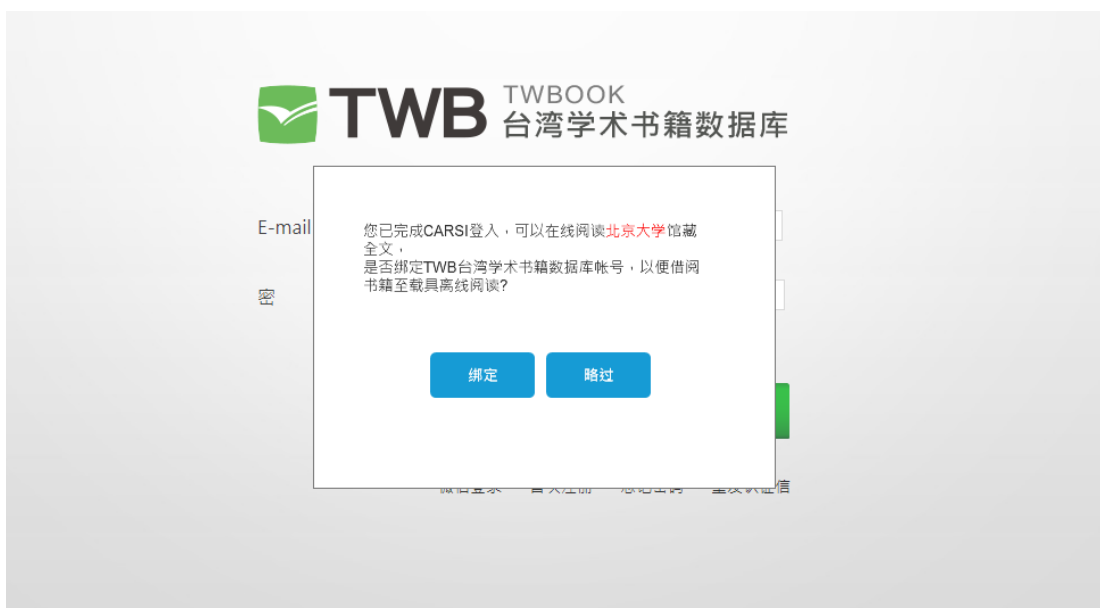 TWB
TWBOOK
台湾学术书籍数据库
E-mail
您已完成CARSI登入，可以在线阅读北京大学馆藏
全文，
是否绑定TWB台湾学术书籍数据库帐号，以便借阅
书籍至载具离线阅读?
密
绑定
略过